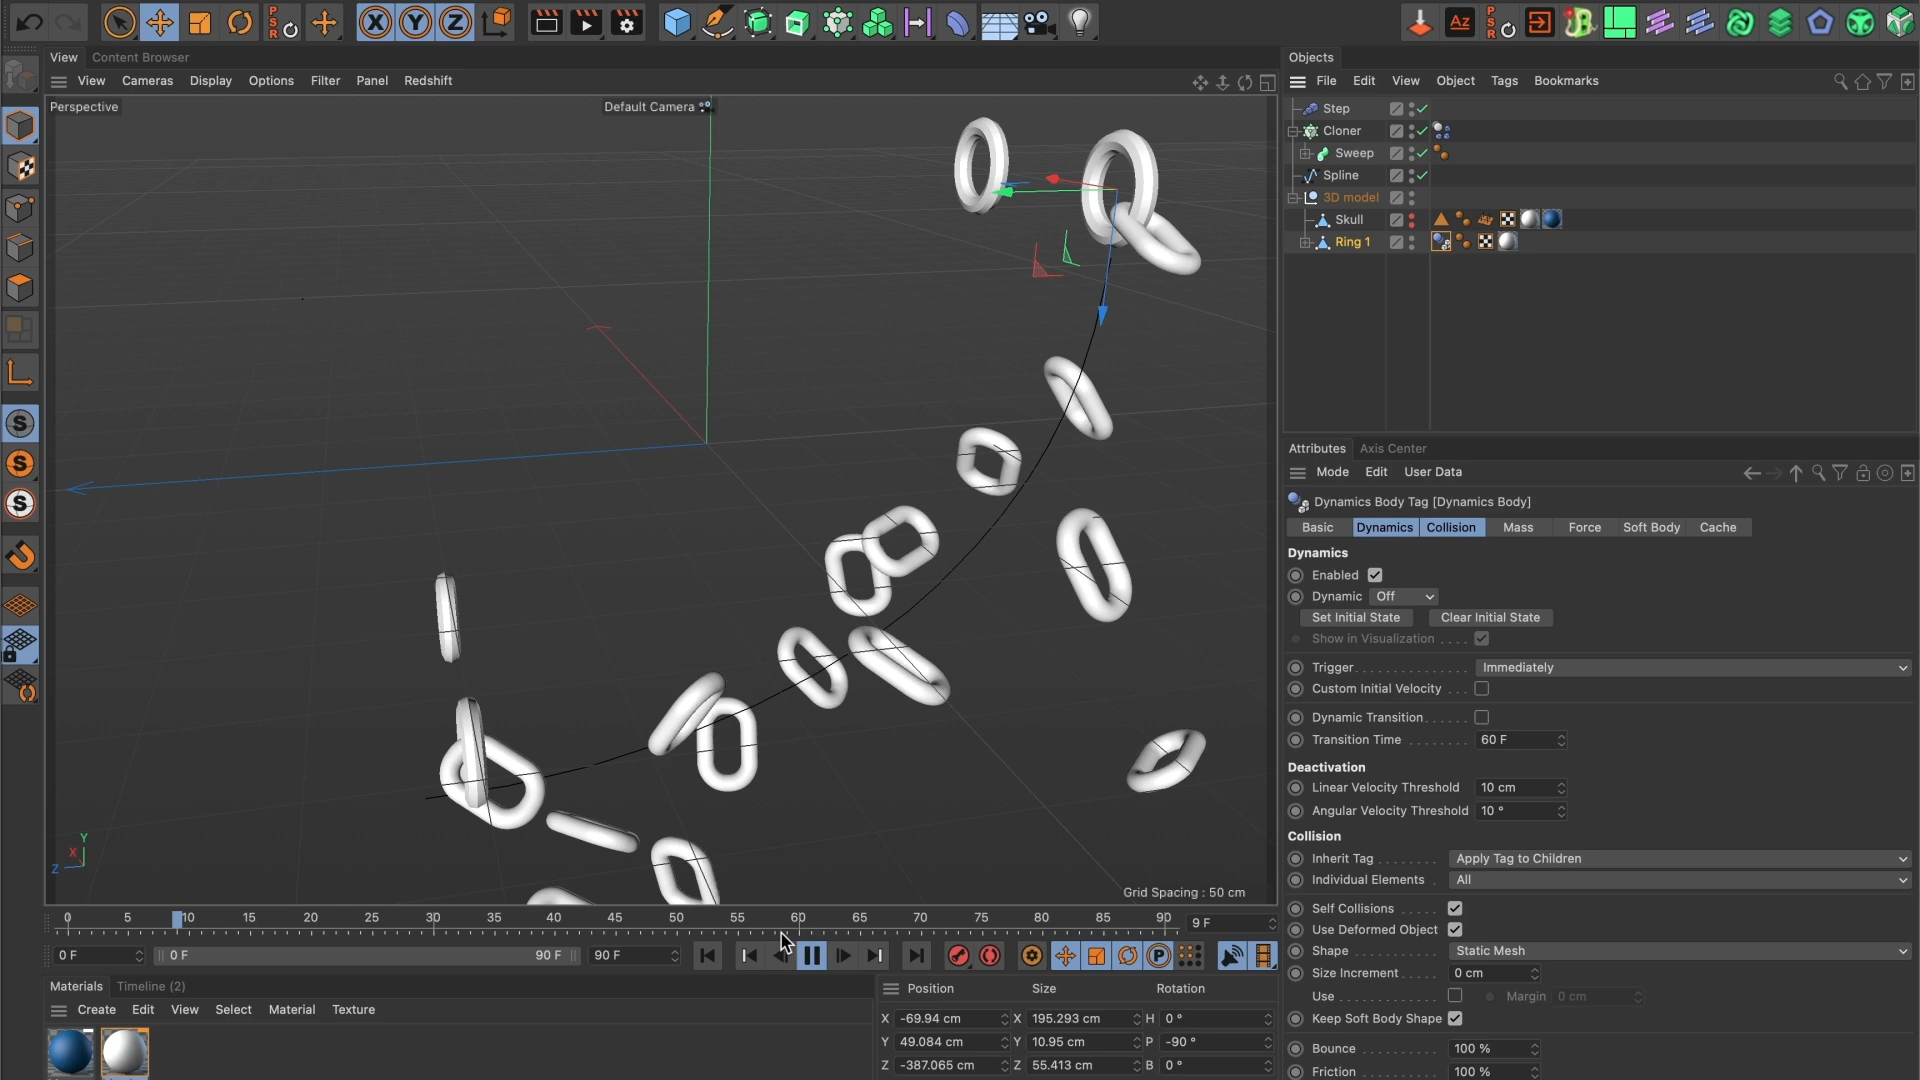 PSR
X Y Z
Az
PSR
View Content Browser
View Cameras Display Options Filter Panel Redshift
Perspective
Default Camera
S
S
S
Y
X
Z
Grid Spacing : 50 cm
0 5 10 15 20 25 30 35 40 45 50 55 60 65 70 75 80 85 90
9 F
0 F 0 F 90 F 90 F
P
Materials Timeline (2)
Create Edit View Select Material Texture
Position Size Rotation
X -69.94 cm X 195.293 cm H 0 °
Y 49.084 cm Y 10.95 cm P -90 °
Z -387.065 cm Z 55.413 cm B 0 °
Objects
File Edit View Object Tags Bookmarks
Step
Cloner
Sweep
Spline
3D model
Skull
Ring 1
Attributes Axis Center
Mode Edit User Data
Dynamics Body Tag [Dynamics Body]
Basic Dynamics Collision Mass Force Soft Body Cache
Dynamics
Enabled
Dynamic Off
Set Initial State Clear Initial State
Show in Visualization . . . .
Trigger. . . . . . . . . . . . . . . . . Immediately
Custom Initial Velocity . . .
Dynamic Transition. . . . . .
Transition Time . . . . . . . . 60 F
Deactivation
Linear Velocity Threshold 10 cm
Angular Velocity Threshold 10 °
Collision
Inherit Tag . . . . . . . . Apply Tag to Children
Individual Elements . All
Self Collisions . . . . .
Use Deformed Object
Shape . . . . . . . . . . . . . Static Mesh
Size Increment . . . . 0 cm
Use . . . . . . . . . . . . . Margin 0 cm
Keep Soft Body Shape
Bounce . . . . . . . . . . . 100 %
Friction . . . . . . . . . . . 100 %